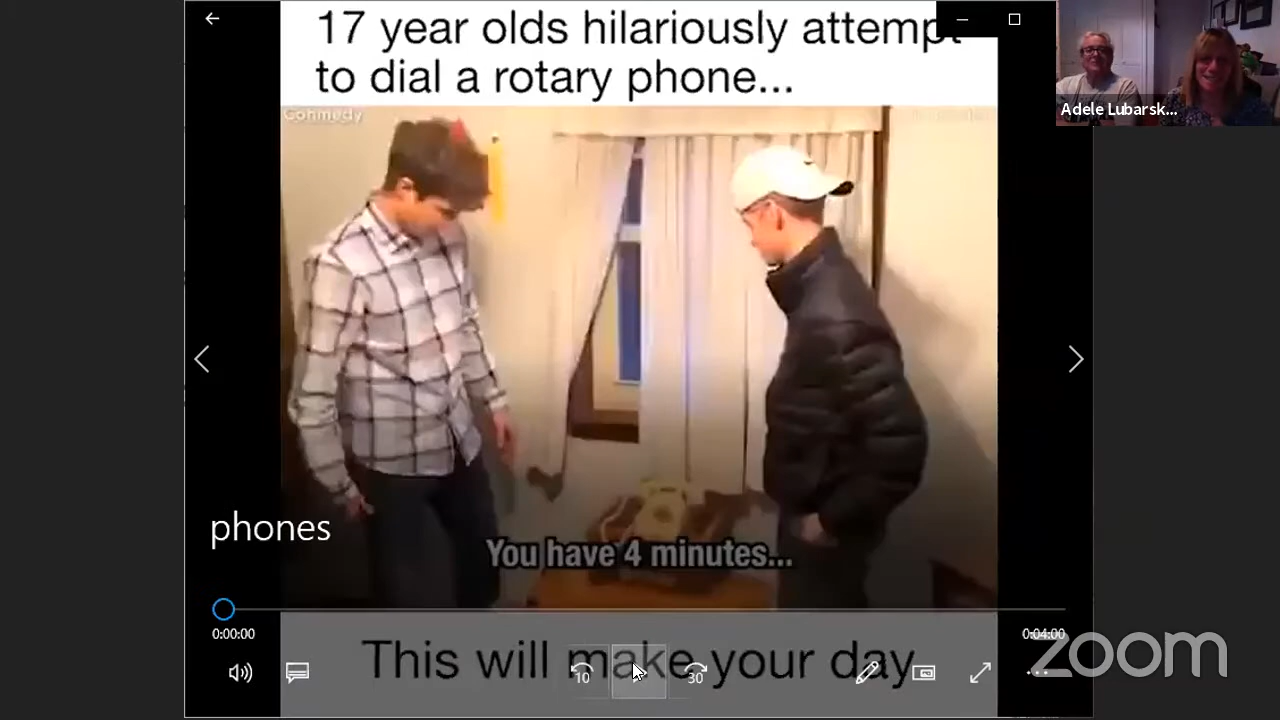 17 year olds hilariously attempt
to dial a rotary phone...
Gohmedy
Adele Lubarsk...
phones
You have 4 minutes...
0:00:00
0:04:00
This will make your day
10
30
zoom